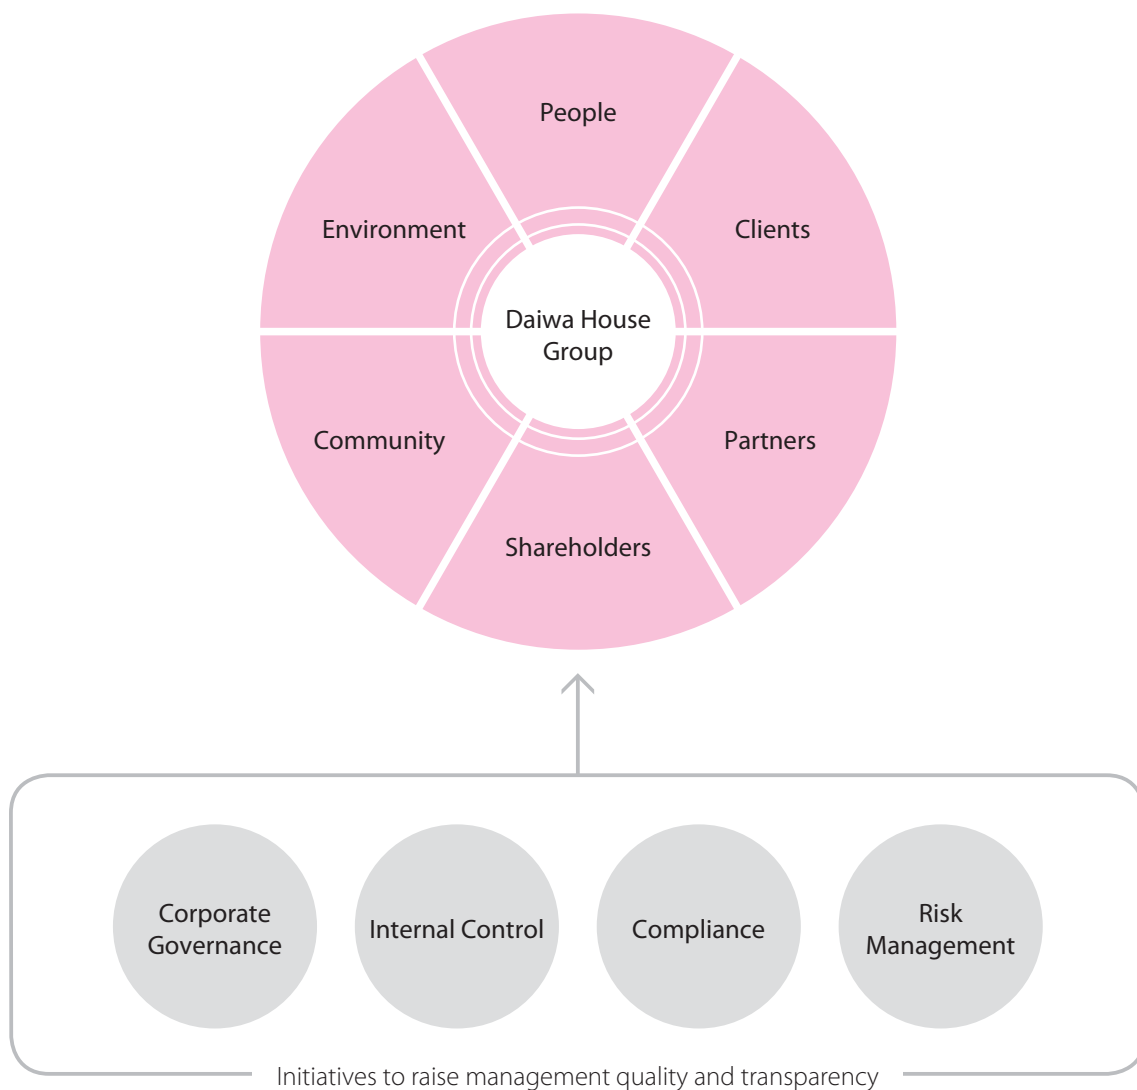 People
Environment
Clients
Daiwa House
Group
Community
Partners
Shareholders
Corporate
Governance
Internal Control
Compliance
Risk
Management
Initiatives to raise management quality and transparency